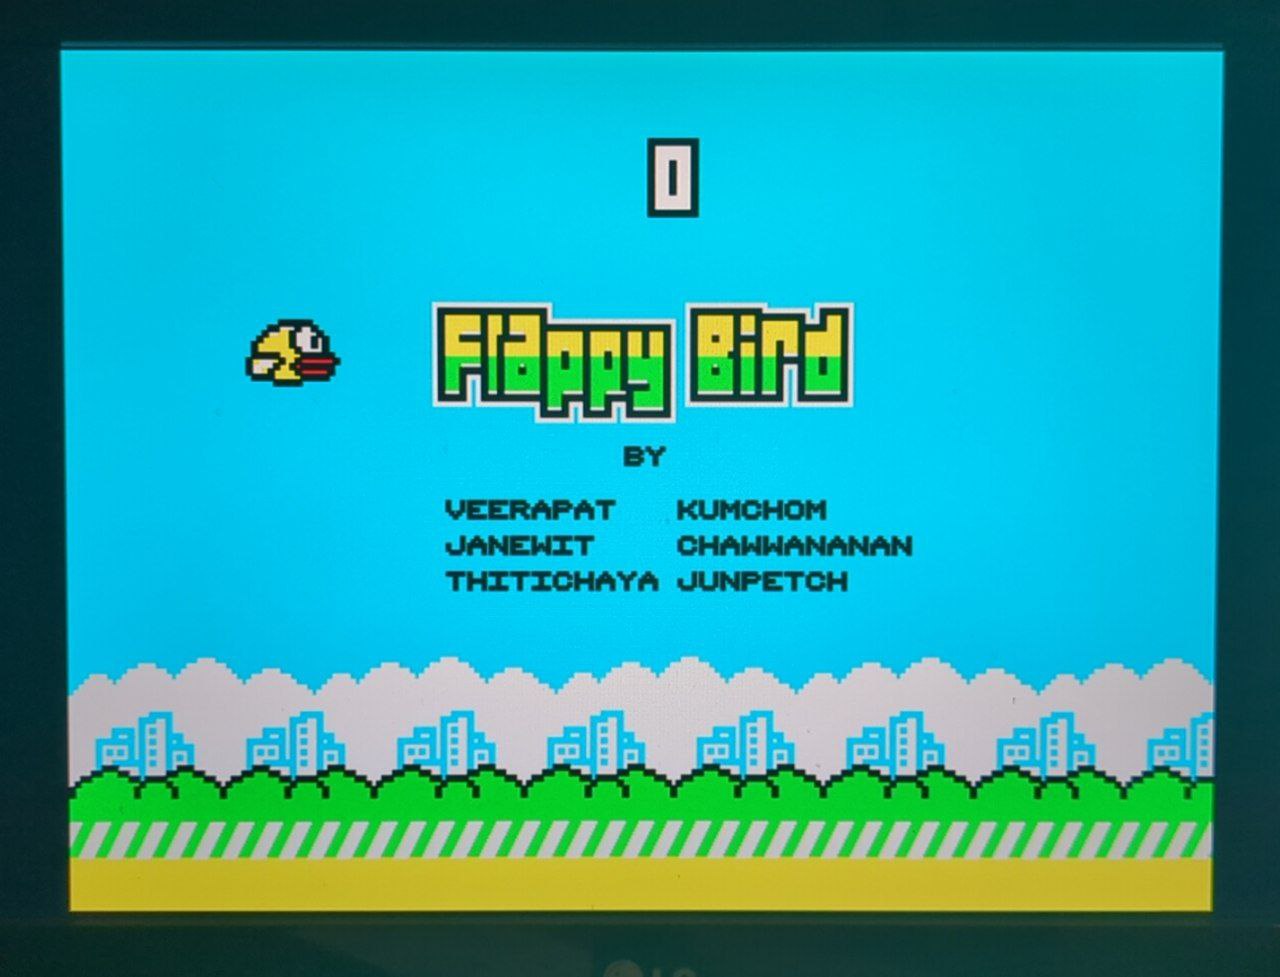 0
Flappy Bird
BY
VEERAPAT KUMCHOM
JANEWIT CHAWWANANAN
THITICHAYA JUNPETCH